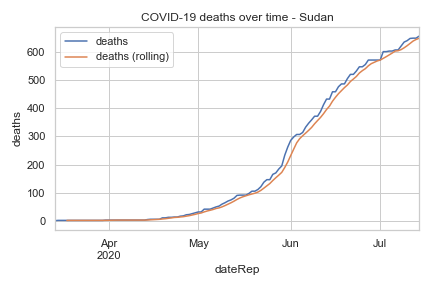 COVID-19 deaths over time - Sudan
deaths
deaths (rolling)
600
500
400
300
200
100
0
deaths
Apr
2020
May
Jun
Jul
dateRep